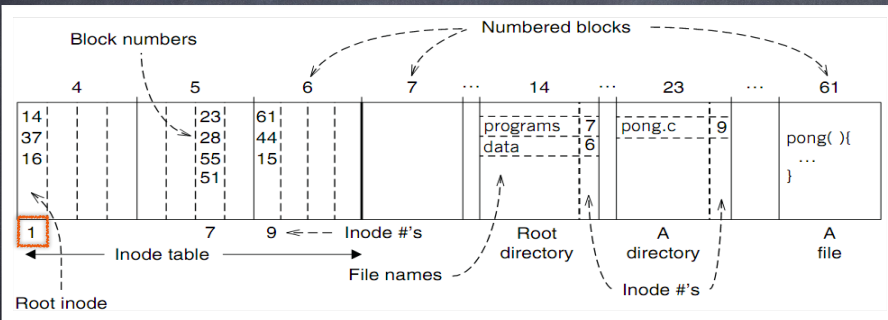 Block numbers
Numbered blocks
4 5 6 7 ... 14 ... 23 ... 61
14 23 61
37 28 44
16 55 15
51
programs 7
data 6
pong.c 9
pong( ){
...
}
1 7 9 Inode #'s
Inode table
File names
Root
directory
A
directory
A
file
Inode #'s
Root inode